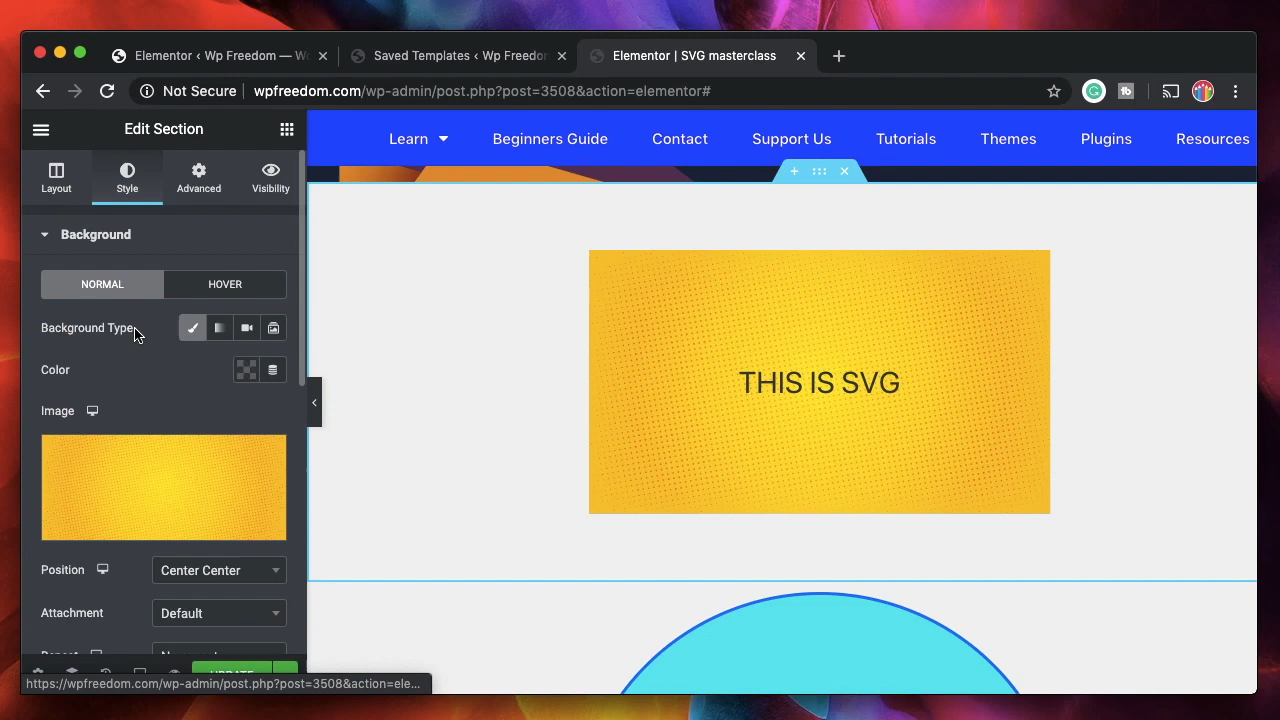 Elementor ‹ Wp Freedom — W
Saved Templates ‹ Wp Freedo
Elementor | SVG masterclass
Not Secure
wpfreedom.com/wp-admin/post.php?post=3508&action=elementor#
Edit Section
Learn
Beginners Guide
Contact
Support Us
Tutorials
Themes
Plugins
Resources
Layout
Style
Advanced
Visibility
Background
NORMAL
HOVER
Background Type
Color
Image
THIS IS SVG
Position
Center Center
Attachment
Default
UPDATE
https://wpfreedom.com/wp-admin/post.php?post=3508&action=ele...